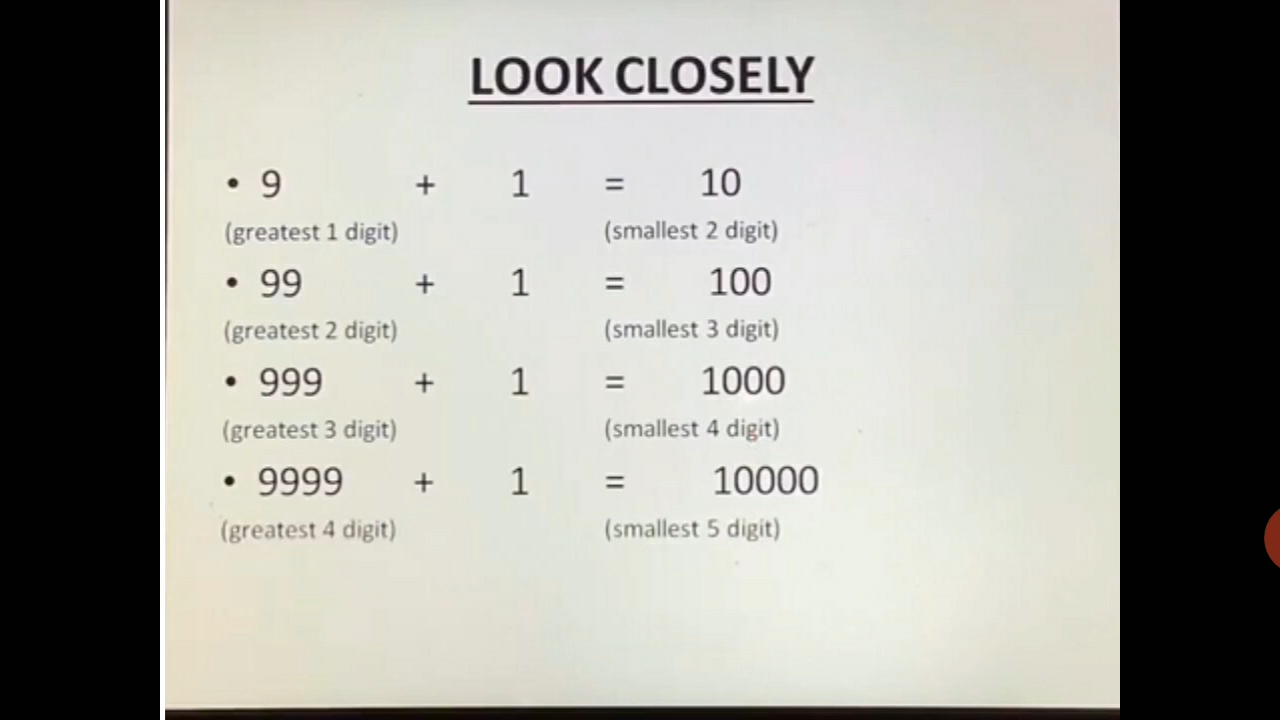 LOOK CLOSELY
• 9 + 1 = 10
(greatest 1 digit) (smallest 2 digit)
• 99 + 1 = 100
(greatest 2 digit) (smallest 3 digit)
• 999 + 1 = 1000
(greatest 3 digit) (smallest 4 digit)
• 9999 + 1 = 10000
(greatest 4 digit) (smallest 5 digit)